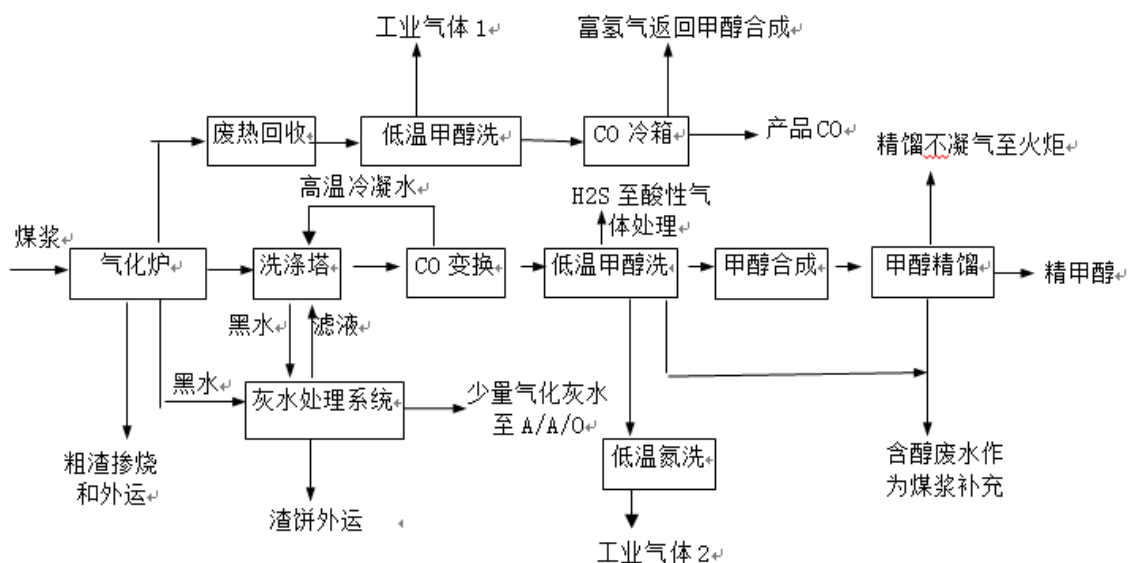 工业气体1
富氢气返回甲醇合成
废热回收
低温甲醇洗
CO 冷箱
产品CO
精馏不凝气至火炬
高温冷凝水
H2S 至酸性气
体处理
煤浆
气化炉
洗涤塔
CO 变换
低温甲醇洗
甲醇合成
甲醇精馏
精甲醇
黑水
滤液
黑水
灰水处理系统
少量气化灰水
至 A/A/O
低温氮洗
粗渣掺烧
和外运
含醇废水作
为煤浆补充
渣饼外运
工业气体2